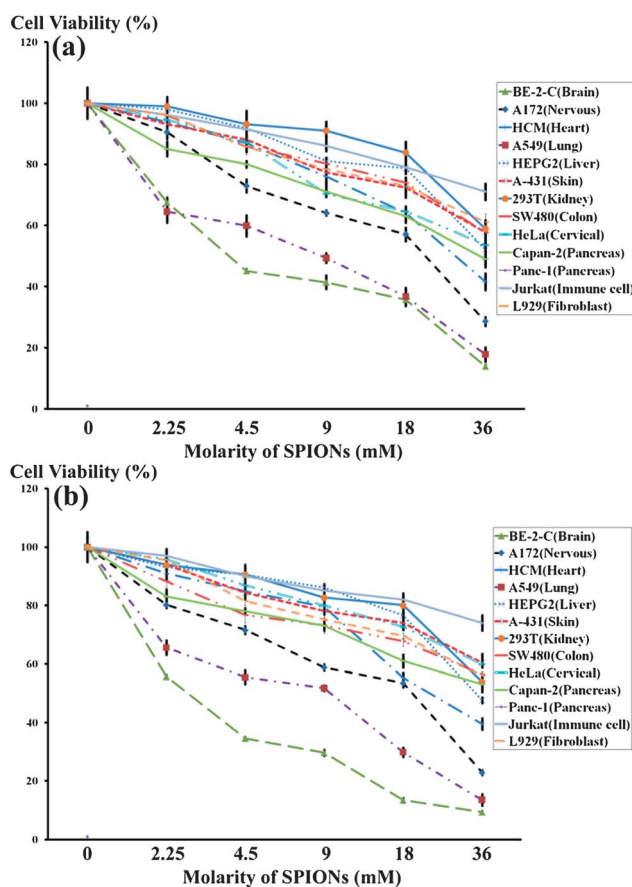 Cell Viability (%)
(a)
120
100
80
60
40
20
0
0 2.25 4.5 9 18 36
Molarity of SPIONs (mM)
BE-2-C(Brain)
A172(Nervous)
HCM(Heart)
A549(Lung)
HEPG2(Liver)
A-431(Skin)
293T(Kidney)
SW480(Colon)
HeLa(Cervical)
Capan-2(Pancreas)
Panc-1(Pancreas)
Jurkat(Immune cell)
L929(Fibroblast)
Cell Viability (%)
(b)
120
100
80
60
40
20
0
0 2.25 4.5 9 18 36
Molarity of SPIONs (mM)
BE-2-C(Brain)
A172(Nervous)
HCM(Heart)
A549(Lung)
HEPG2(Liver)
A-431(Skin)
293T(Kidney)
SW480(Colon)
HeLa(Cervical)
Capan-2(Pancreas)
Panc-1(Pancreas)
Jurkat(Immune cell)
L929(Fibroblast)